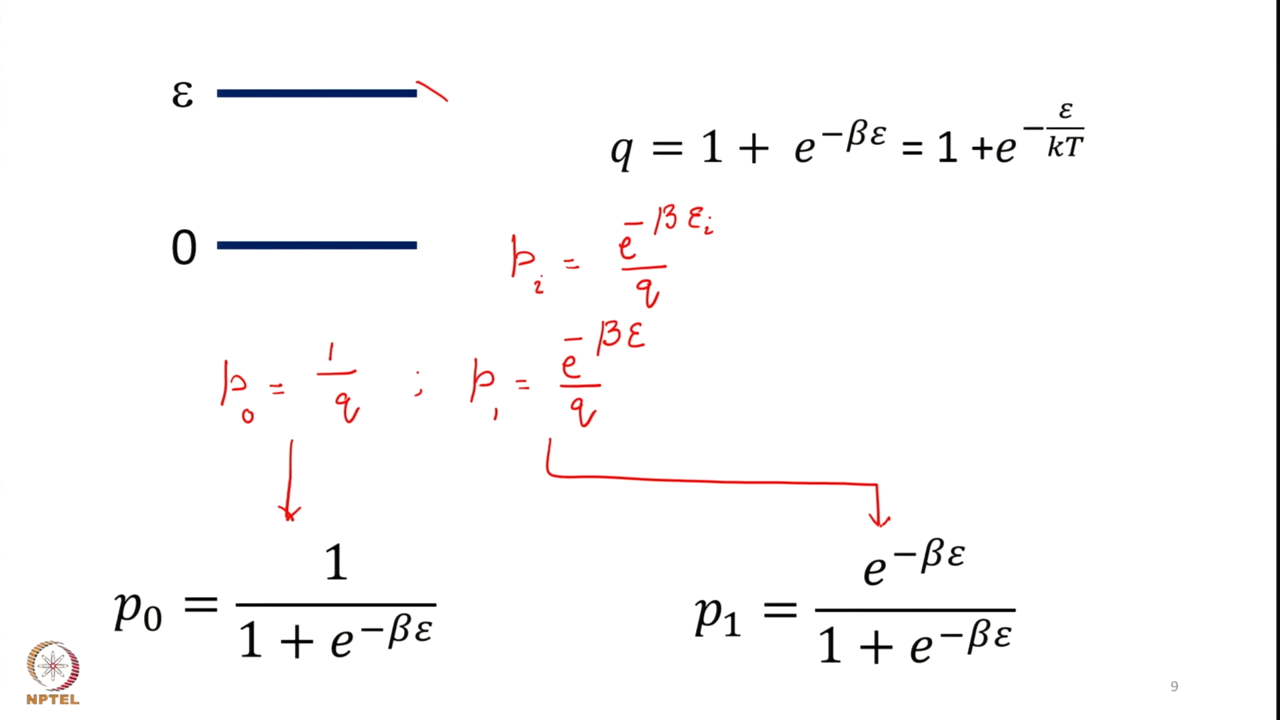 ε
q = 1 + e^{−βε} = 1 + e^{−ε/kT}
0
p_i = e^{−βε_i}/q
p_0 = 1/q ; p_1 = e^{−βε}/q
p_0 = 1/(1 + e^{−βε})
p_1 = e^{−βε}/(1 + e^{−βε})
NPTEL
9